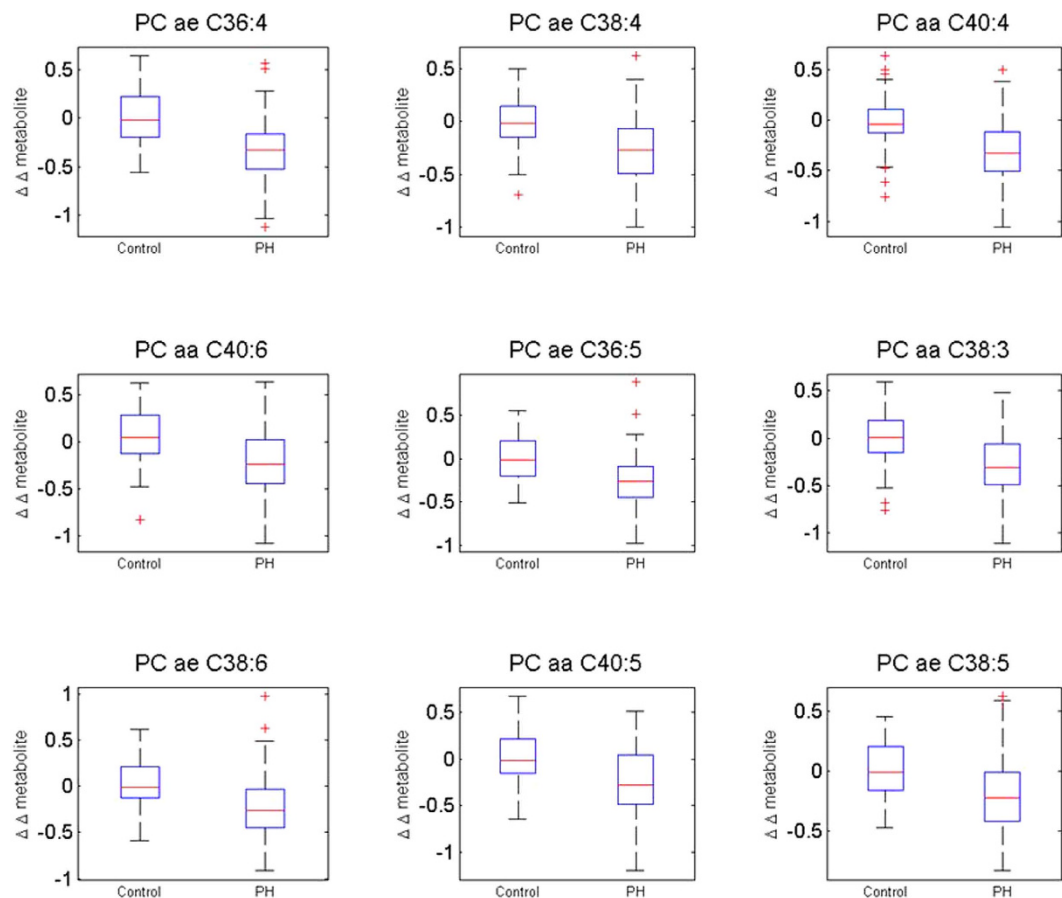 PC ae C36:4
0.5
0
-0.5
-1
Δ Δ metabolite
Control PH
PC ae C38:4
0.5
0
-0.5
-1
Δ Δ metabolite
Control PH
PC aa C40:4
0.5
0
-0.5
-1
Δ Δ metabolite
Control PH
PC aa C40:6
0.5
0
-0.5
-1
Δ Δ metabolite
Control PH
PC ae C36:5
0.5
0
-0.5
-1
Δ Δ metabolite
Control PH
PC aa C38:3
0.5
0
-0.5
-1
Δ Δ metabolite
Control PH
PC ae C38:6
1
0.5
0
-0.5
-1
Δ Δ metabolite
Control PH
PC aa C40:5
0.5
0
-0.5
-1
Δ Δ metabolite
Control PH
PC ae C38:5
0.5
0
-0.5
Δ Δ metabolite
Control PH